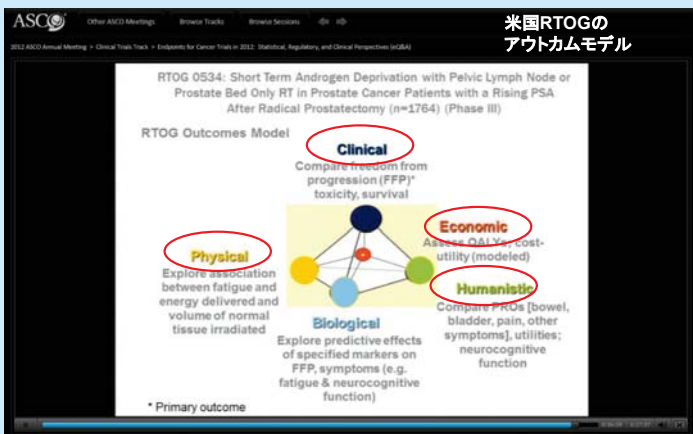 ASCO Other ASCO Meetings Browse Tracks Browse Sessions
米国RTOGの
アウトカムモデル
2012 ASCO Annual Meeting > Clinical Trials Track > Endpoints for Cancer Trials in 2012: Statistical, Regulatory, and Clinical Perspectives (eQ&A)
RTOG 0534: Short Term Androgen Deprivation with Pelvic Lymph Node or
Prostate Bed Only RT in Prostate Cancer Patients with a Rising PSA
After Radical Prostatectomy (n=1764) (Phase III)
RTOG Outcomes Model
Clinical
Compare freedom from
progression (FFP)*
toxicity, survival
Economic
Assess QALYs; cost-
utility (modeled)
Physical
Explore association
between fatigue and
energy delivered and
volume of normal
tissue irradiated
Humanistic
Compare PROs [bowel,
bladder, pain, other
symptoms], utilities;
neurocognitive
function
Biological
Explore predictive effects
of specified markers on
FFP, symptoms (e.g.
fatigue & neurocognitive
function)
* Primary outcome